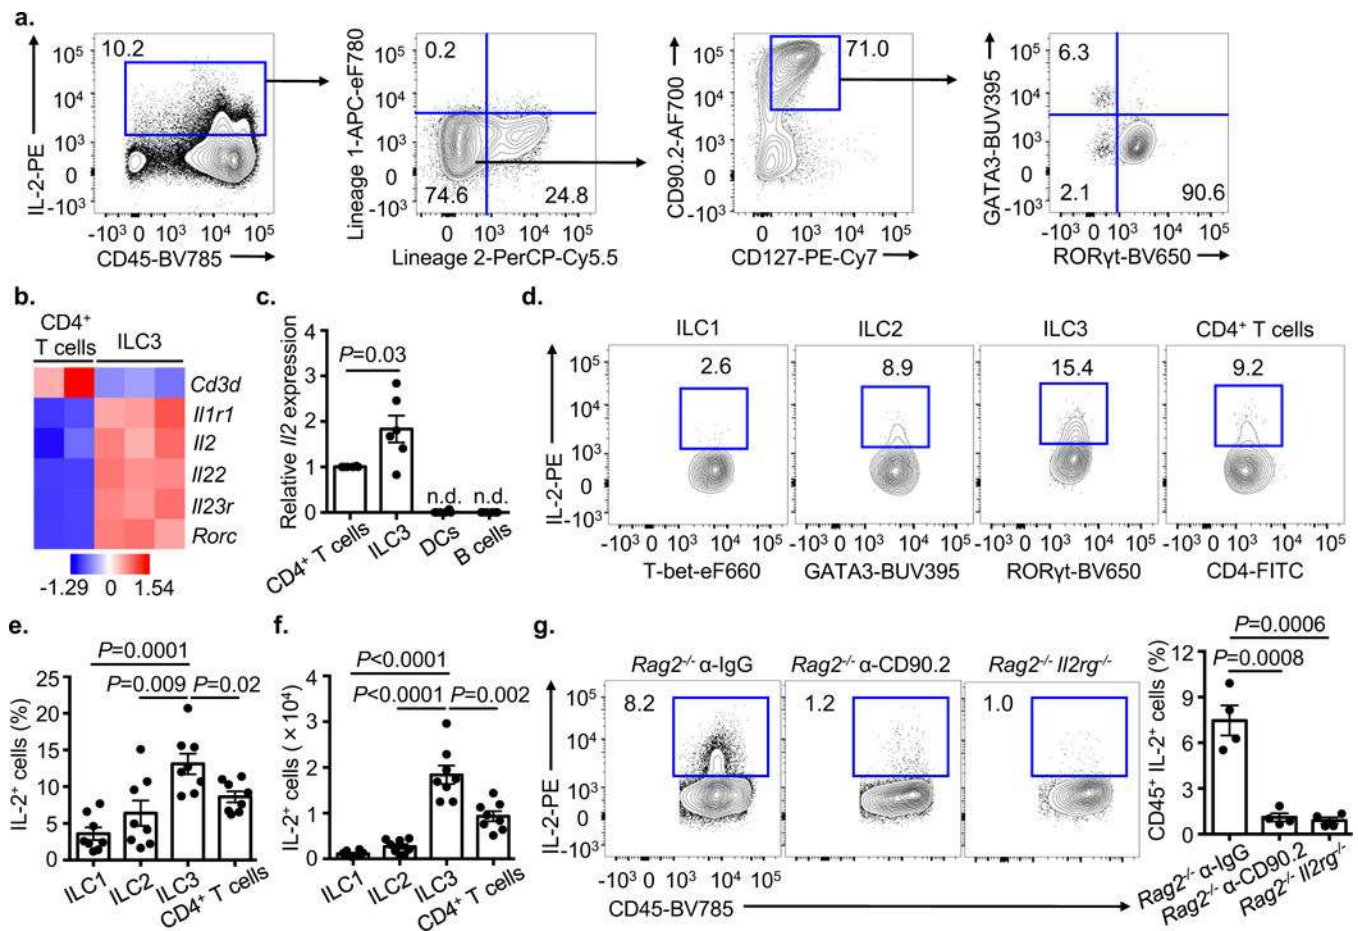 a.
10.2
10⁵
10⁴
10³
0
-10³
IL-2-PE
-10³ 0 10³ 10⁴ 10⁵
CD45-BV785
0.2
74.6
24.8
10⁵
10⁴
10³
0
-10³
Lineage 1-APC-eF780
0 10³ 10⁴ 10⁵
Lineage 2-PerCP-Cy5.5
71.0
10⁵
10⁴
10³
0
-10³
CD90.2-AF700
0 10³ 10⁴ 10⁵
CD127-PE-Cy7
6.3
2.1
90.6
10⁵
10⁴
10³
0
-10³
GATA3-BUV395
0 10³ 10⁴ 10⁵
RORγt-BV650
b.
CD4⁺
T cells
ILC3
Cd3d
Il1r1
Il2
Il22
Il23r
Rorc
-1.29 0 1.54
c.
Relative Il2 expression
4
3
2
1
0
P=0.03
n.d. n.d.
CD4⁺ T cells
ILC3
DCs
B cells
d.
ILC1
ILC2
ILC3
CD4⁺ T cells
2.6
8.9
15.4
9.2
10⁵
10⁴
10³
0
-10³
IL-2-PE
-10³ 0 10³ 10⁴ 10⁵
-10³ 0 10³ 10⁴ 10⁵
-10³ 0 10³ 10⁴ 10⁵
-10³ 0 10³ 10⁴ 10⁵
T-bet-eF660
GATA3-BUV395
RORγt-BV650
CD4-FITC
e.
P=0.0001
P=0.009
P=0.02
IL-2⁺ cells (%)
25
20
15
10
5
0
ILC1
ILC2
ILC3
CD4⁺ T cells
f.
P<0.0001
P<0.0001
P=0.002
IL-2⁺ cells (×10⁴)
4
3
2
1
0
ILC1
ILC2
ILC3
CD4⁺ T cells
g.
Rag2⁻/⁻ α-IgG
Rag2⁻/⁻ α-CD90.2
Rag2⁻/⁻ Il2rg⁻/⁻
8.2
1.2
1.0
10⁵
10⁴
10³
0
-10³
IL-2-PE
-10³ 0 10³ 10⁴ 10⁵
-10³ 0 10³ 10⁴ 10⁵
-10³ 0 10³ 10⁴ 10⁵
CD45-BV785
P=0.0006
P=0.0008
CD45⁺ IL-2⁺ cells (%)
12
9
6
3
0
Rag2⁻/⁻ α-IgG
Rag2⁻/⁻ α-CD90.2
Rag2⁻/⁻ Il2rg⁻/⁻